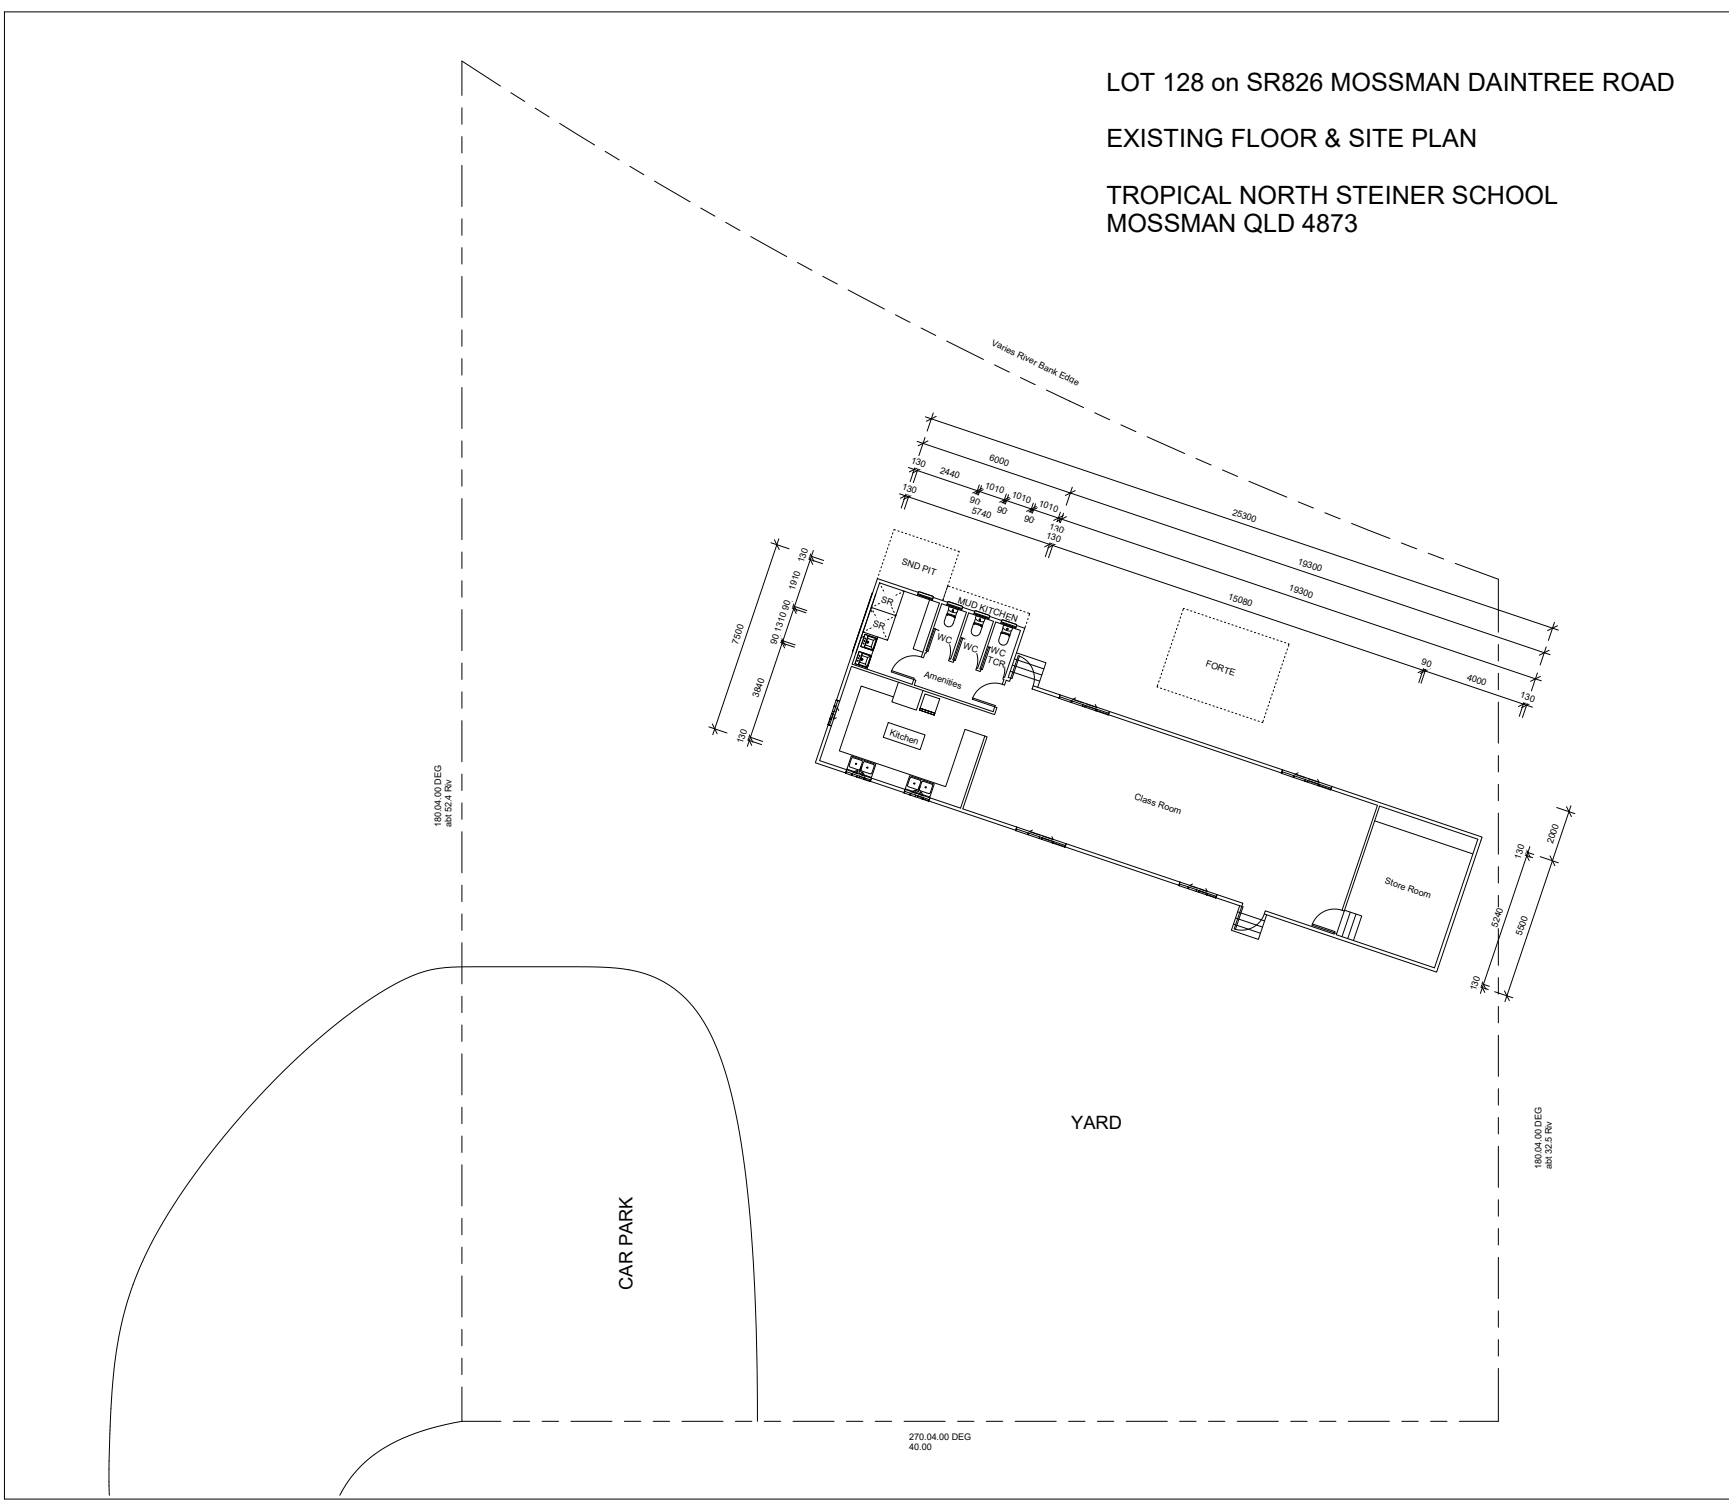 LOT 128 on SR826 MOSSMAN DAINTREE ROAD
EXISTING FLOOR & SITE PLAN
TROPICAL NORTH STEINER SCHOOL
MOSSMAN QLD 4873
Varies River Bank Edge
6000
25300
130
2440
1010
1010
1010
19300
130
90
90
90
130
19300
5740
130
15080
90
4000
130
SND PIT
MUD KITCHEN
FORTE
7500
130
1910
90
1310
90
3840
130
SR
SR
WC
WC
WC
TCR
Amenities
Kitchen
Class Room
Store Room
2000
130
5240
5500
130
180.04.00 DEG
abt 52.4 Riv
YARD
CAR PARK
180.04.00 DEG
abt 32.5 Riv
270.04.00 DEG
40.00